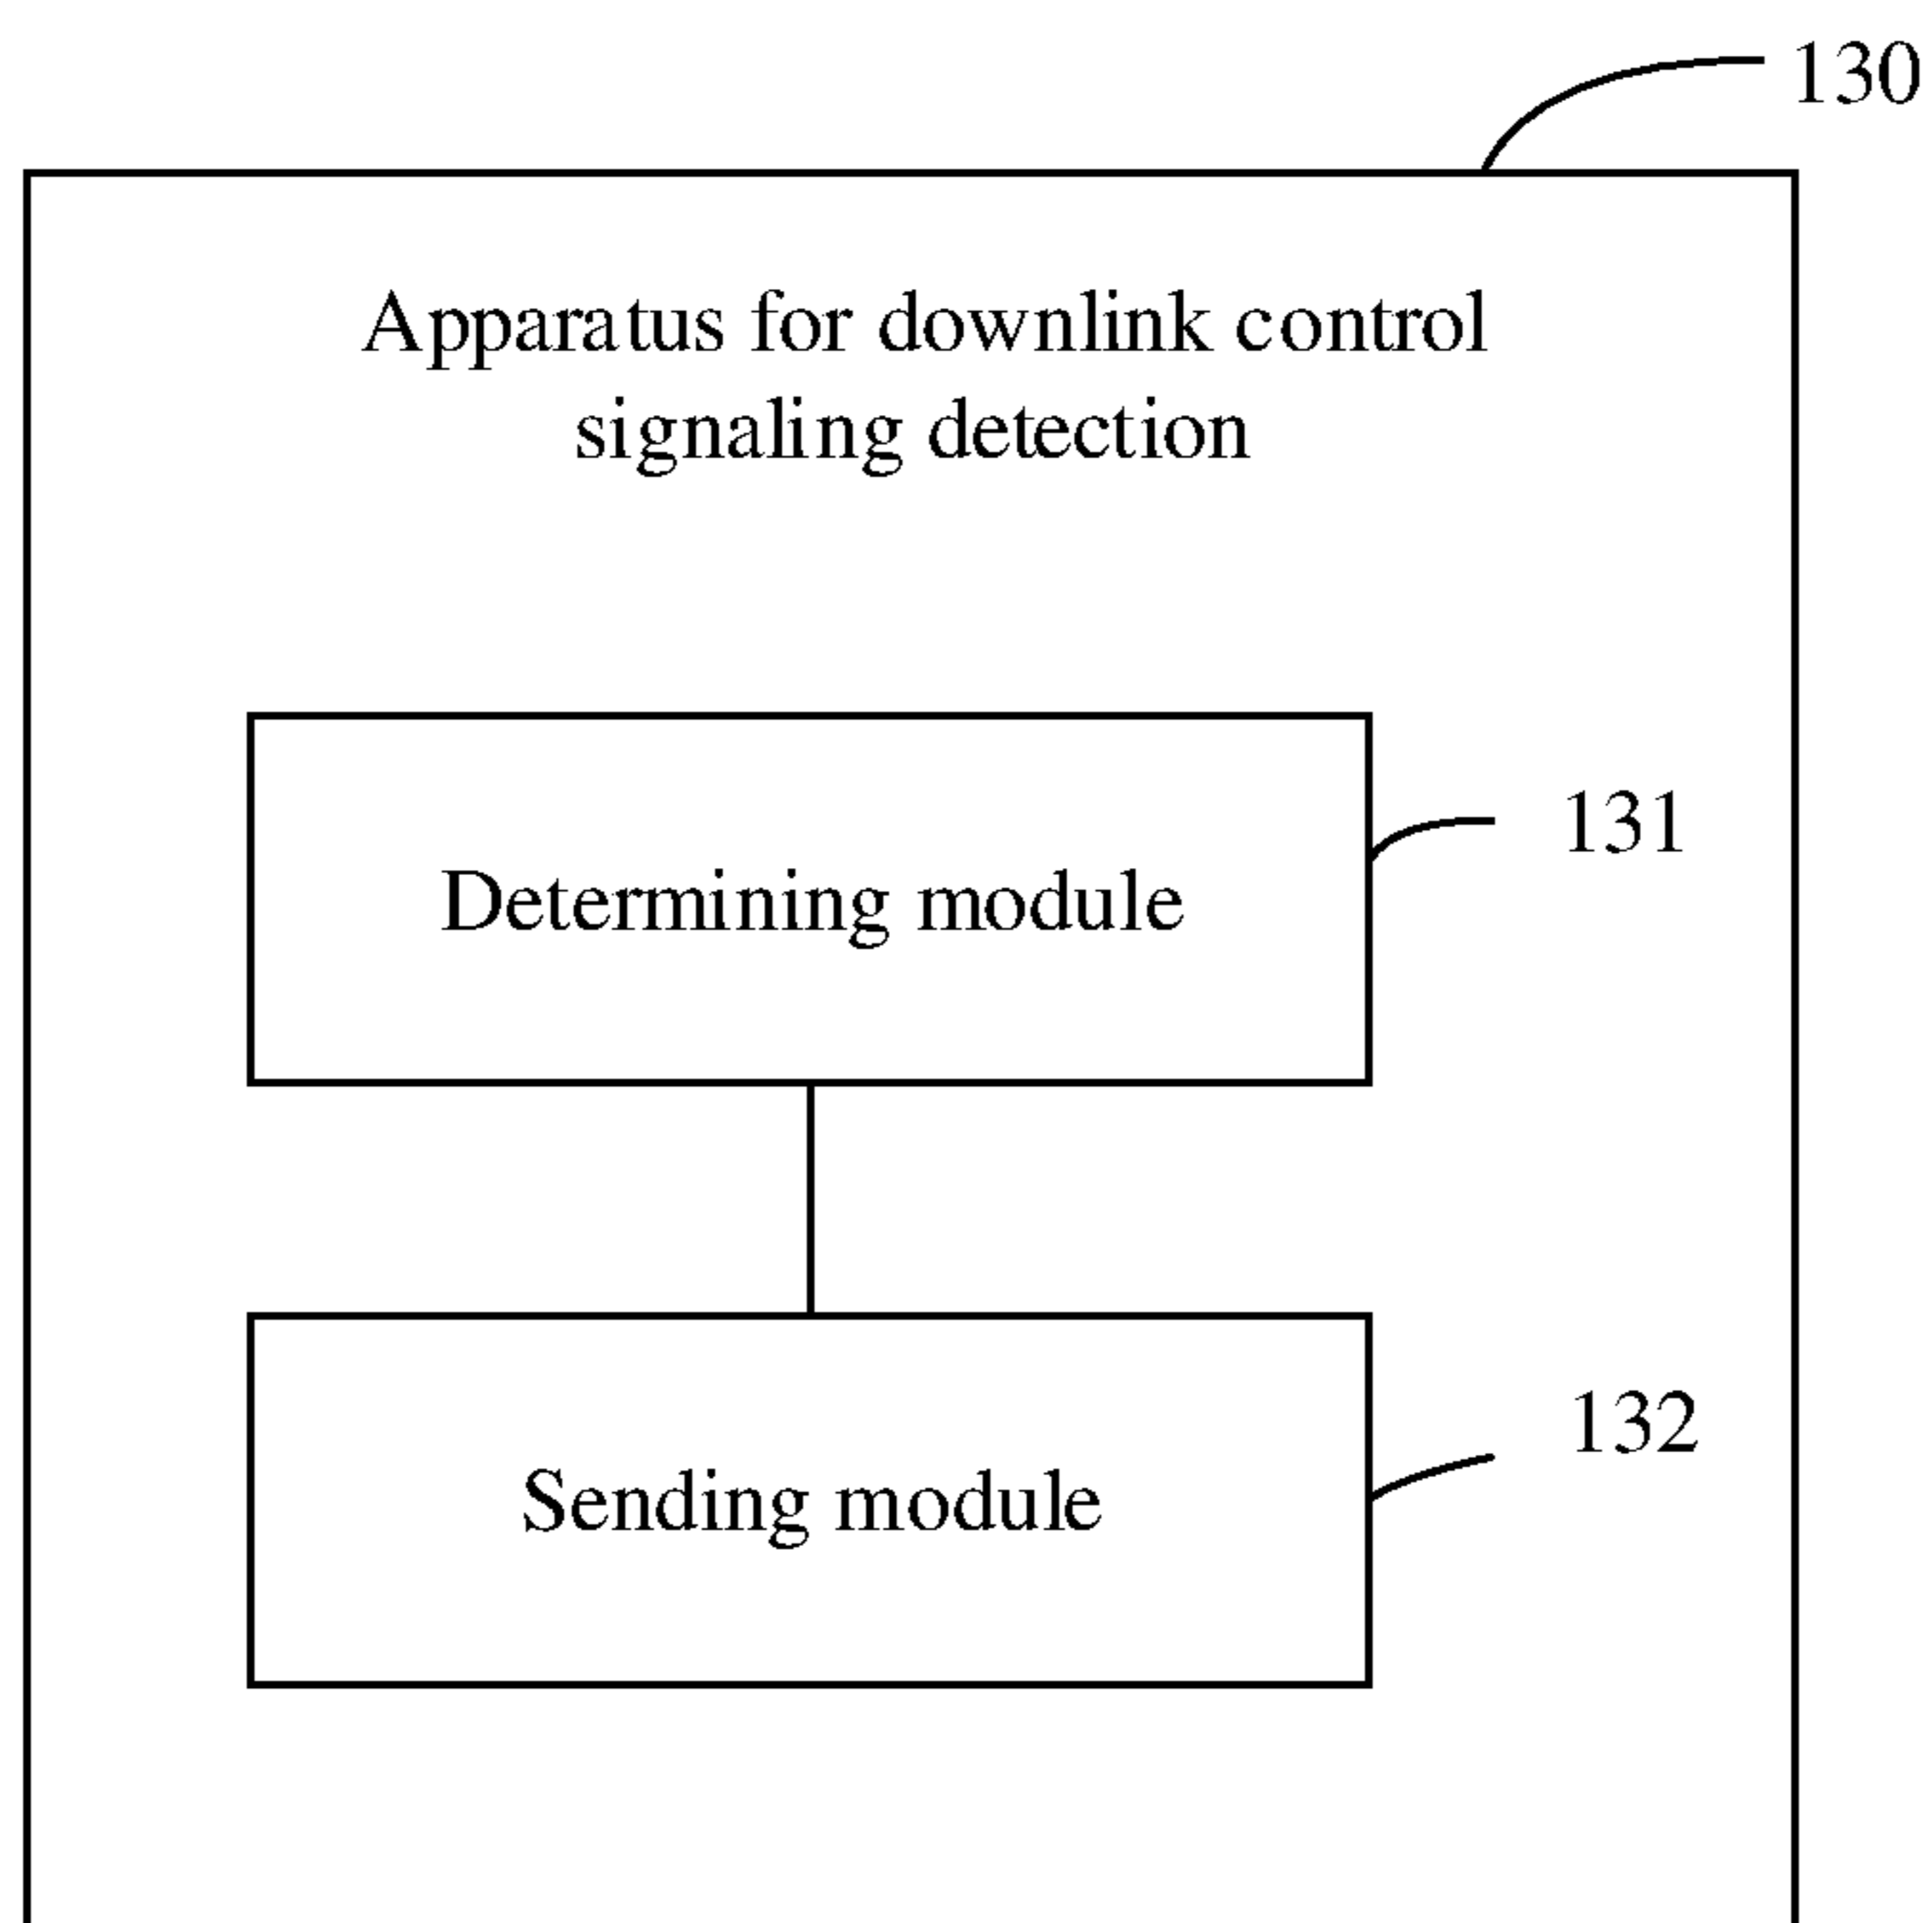 130
Apparatus for downlink control
signaling detection
131
Determining module
132
Sending module